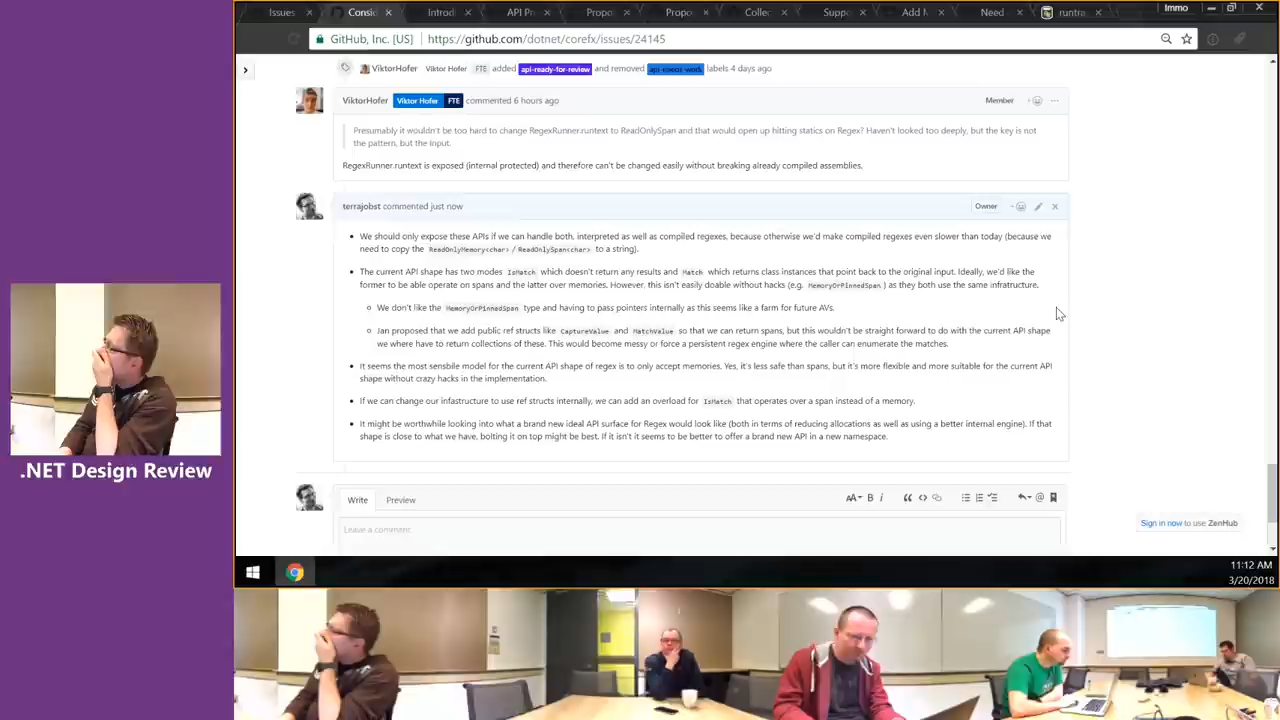 Issues
Consid
Introdi
API Pr
Propo
Propo
Collec
Suppo
Add M
Need
runtra
Immo
GitHub, Inc. [US]
https://github.com/dotnet/corefx/issues/24145
ViktorHofer Viktor Hofer FTE added api-ready-for-review and removed api-needs-work labels 4 days ago
ViktorHofer Viktor Hofer FTE commented 6 hours ago
Member
Presumably it wouldn't be too hard to change RegexRunner.runtext to ReadOnlySpan and that would open up hitting statics on Regex? Haven't looked too deeply, but the key is not
the pattern, but the input.
RegexRunner.runtext is exposed (internal protected) and therefore can't be changed easily without breaking already compiled assemblies.
terrajobst commented just now
Owner
We should only expose these APIs if we can handle both, interpreted as well as compiled regexes, because otherwise we'd make compiled regexes even slower than today (because we
need to copy the ReadOnlyMemory<char> / ReadOnlySpan<char> to a string).
The current API shape has two modes IsMatch which doesn't return any results and Match which returns class instances that point back to the original input. Ideally, we'd like the
former to be able operate on spans and the latter over memories. However, this isn't easily doable without hacks (e.g. MemoryOrPinnedSpan) as they both use the same infrastructure.
We don't like the MemoryOrPinnedSpan type and having to pass pointers internally as this seems like a farm for future AVs.
Jan proposed that we add public ref structs like CaptureValue and MatchValue so that we can return spans, but this wouldn't be straight forward to do with the current API shape
we where have to return collections of these. This would become messy or force a persistent regex engine where the caller can enumerate the matches.
It seems the most sensbile model for the current API shape of regex is to only accept memories. Yes, it's less safe than spans, but it's more flexible and more suitable for the current API
shape without crazy hacks in the implementation.
If we can change our infastructure to use ref structs internally, we can add an overload for IsMatch that operates over a span instead of a memory.
It might be worthwhile looking into what a brand new ideal API surface for Regex would look like (both in terms of reducing allocations as well as using a better internal engine). If that
shape is close to what we have, bolting it on top might be best. If it isn't it seems to be better to offer a brand new API in a new namespace.
Write
Preview
AA
B
i
Leave a comment
Sign in now to use ZenHub
.NET Design Review
11:12 AM
3/20/2018